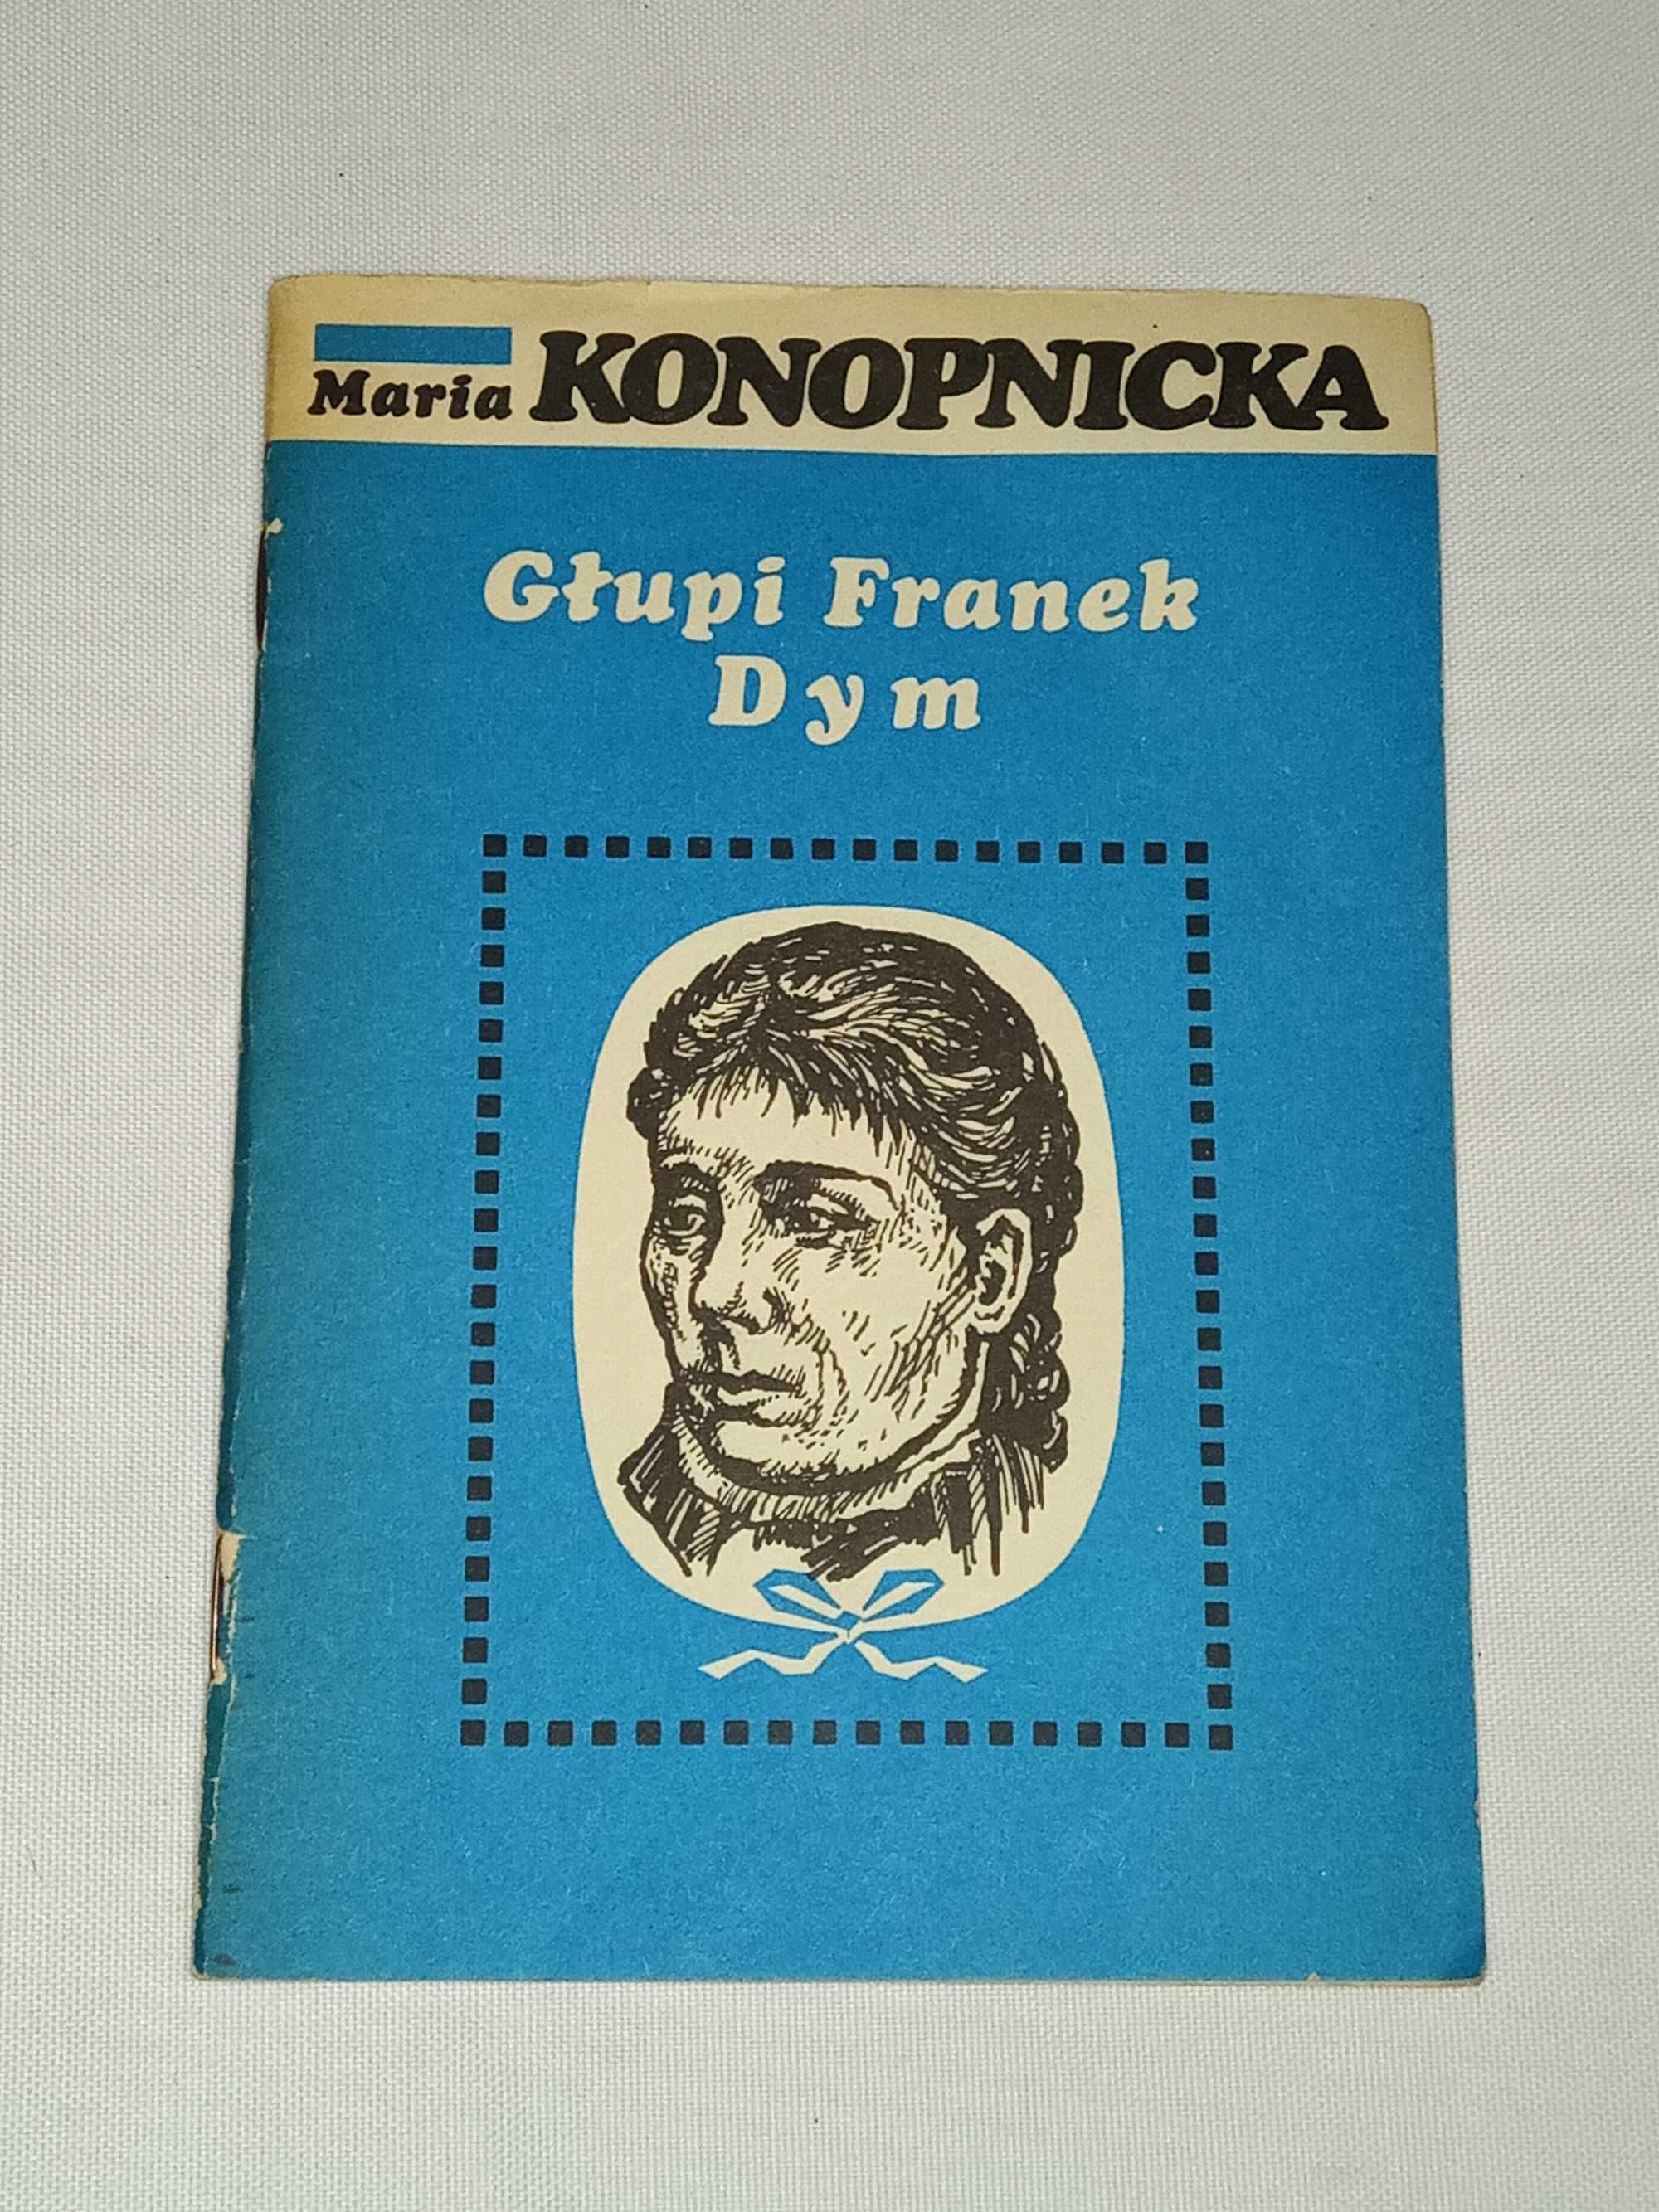 Maria KONOPNICKA
Głupi Franek
Dym